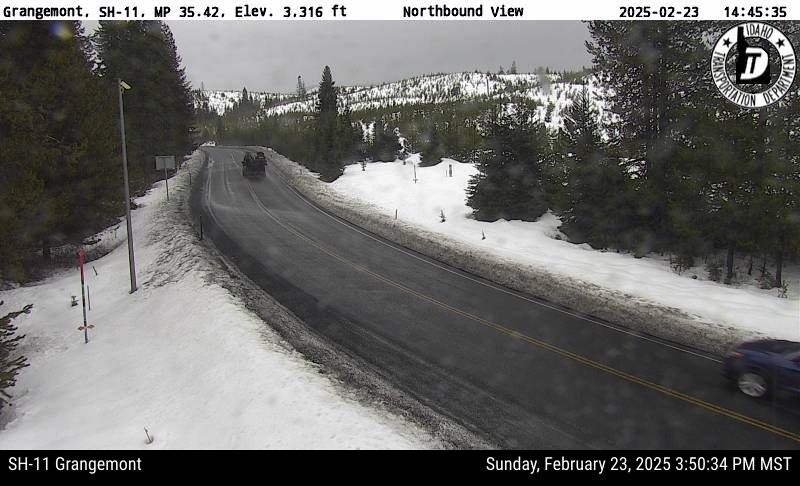 Grangemont, SH-11, MP 35.42, Elev. 3,316 ft Northbound View 2025-02-23 14:45:35
IDAHO
TRANSPORTATION DEPARTMENT
SH-11 Grangemont Sunday, February 23, 2025 3:50:34 PM MST